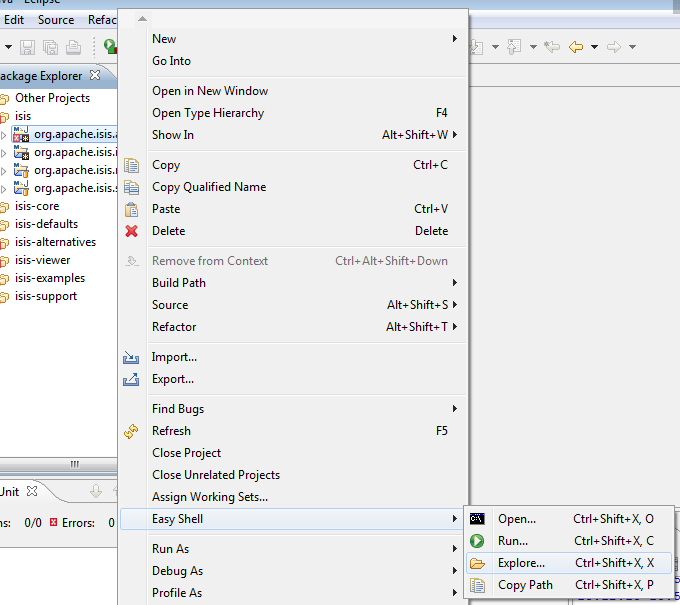 Eclipse
Edit Source Refac
ackage Explorer
Other Projects
isis
org.apache.isis.a
org.apache.isis.i
org.apache.isis.r
org.apache.isis.s
isis-core
isis-defaults
isis-alternatives
isis-viewer
isis-examples
isis-support
Unit
ns: 0/0 Errors: 0
New
Go Into
Open in New Window
Open Type Hierarchy F4
Show In Alt+Shift+W
Copy Ctrl+C
Copy Qualified Name
Paste Ctrl+V
Delete Delete
Remove from Context Ctrl+Alt+Shift+Down
Build Path
Source Alt+Shift+S
Refactor Alt+Shift+T
Import...
Export...
Find Bugs
Refresh F5
Close Project
Close Unrelated Projects
Assign Working Sets...
Easy Shell
Run As
Debug As
Profile As
Open... Ctrl+Shift+X, O
Run... Ctrl+Shift+X, C
Explore... Ctrl+Shift+X, X
Copy Path Ctrl+Shift+X, P